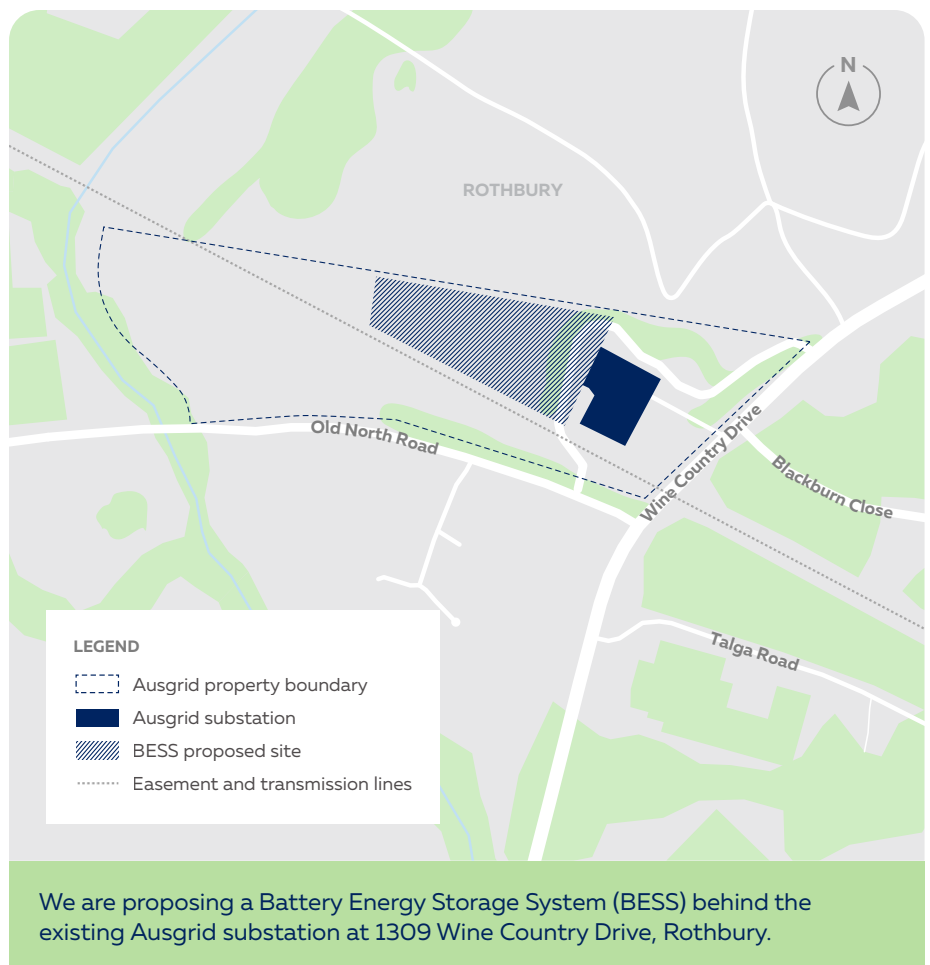 N
ROTHBURY
Old North Road
Wine Country Drive
Blackburn Close
Talga Road
LEGEND
Ausgrid property boundary
Ausgrid substation
BESS proposed site
Easement and transmission lines
We are proposing a Battery Energy Storage System (BESS) behind the
existing Ausgrid substation at 1309 Wine Country Drive, Rothbury.